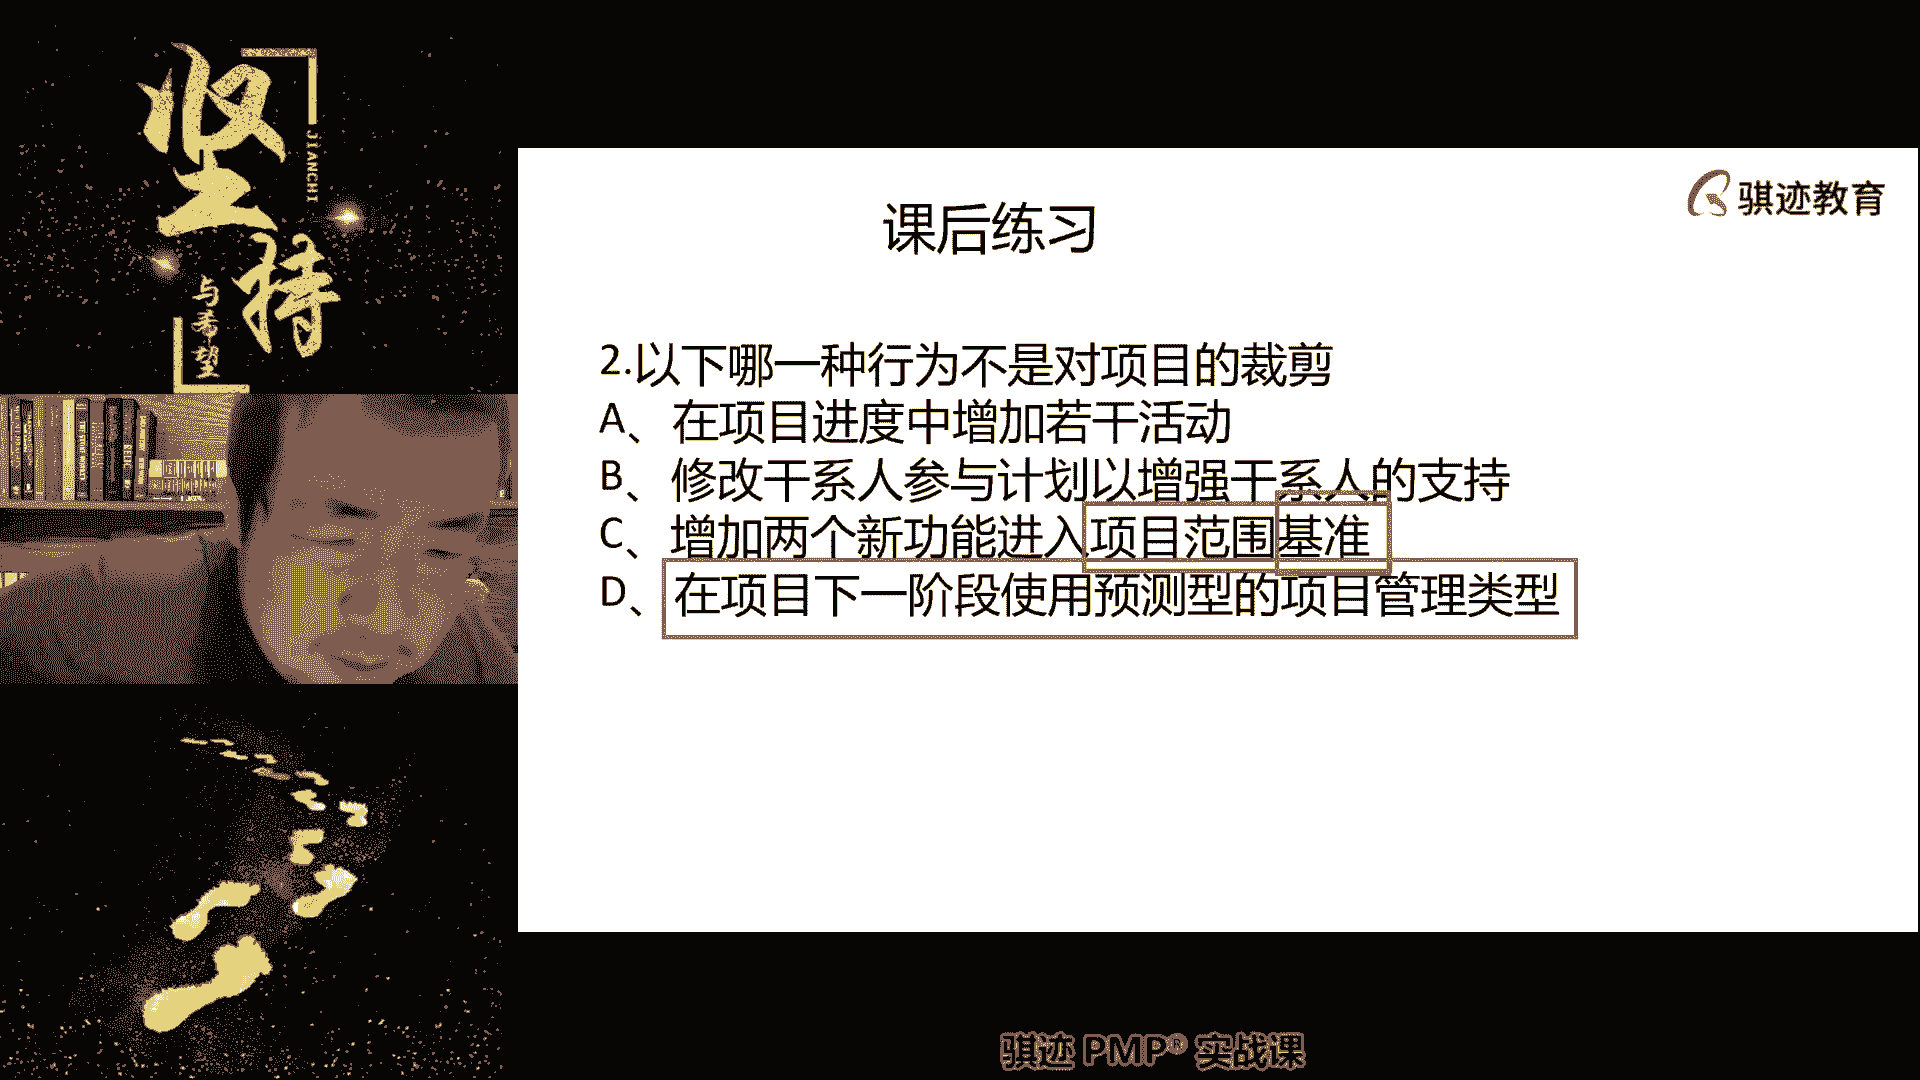 坚持
JIANCHI
与希望
骐迹教育
课后练习
2.以下哪一种行为不是对项目的裁剪
A、在项目进度中增加若干活动
B、修改干系人参与计划以增强干系人的支持
C、增加两个新功能进入项目范围基准
D、在项目下一阶段使用预测型的项目管理类型
骐迹 PMP® 实战课